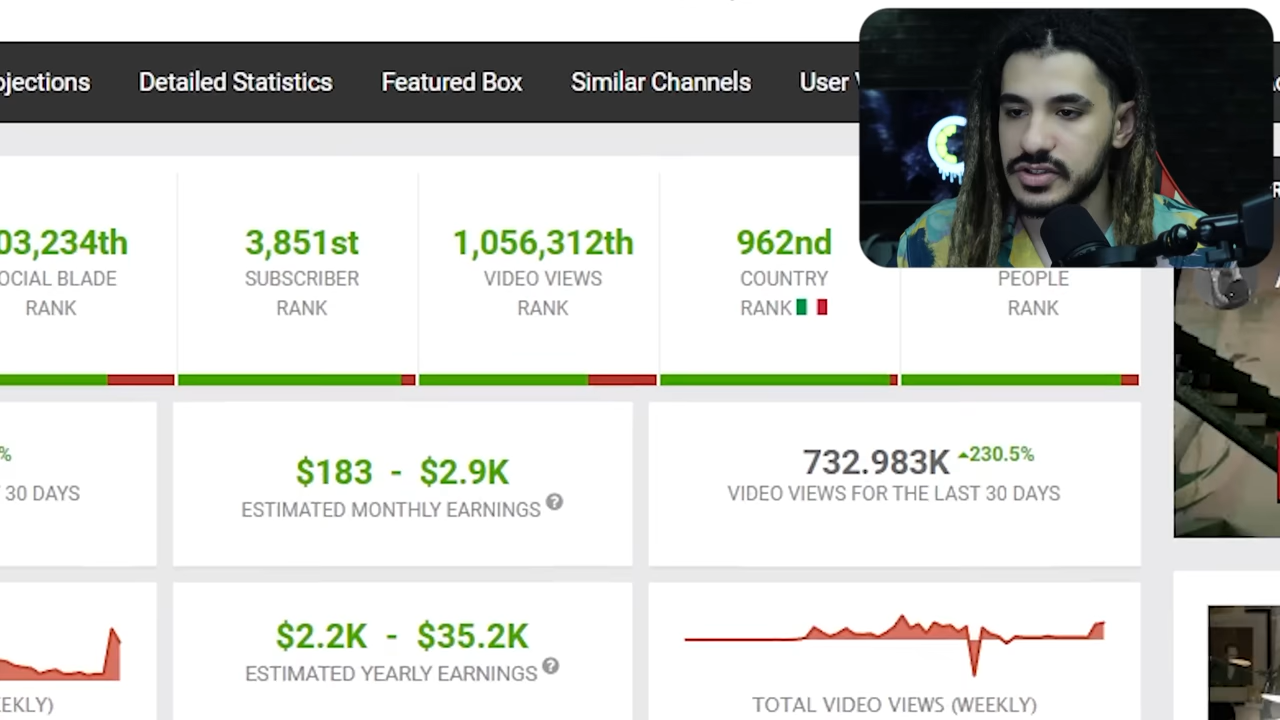 ojections Detailed Statistics Featured Box Similar Channels User
03,234th 3,851st 1,056,312th 962nd
OCIAL BLADE SUBSCRIBER VIDEO VIEWS COUNTRY PEOPLE
RANK RANK RANK RANK RANK
% $183 - $2.9K 732.983K 230.5%
30 DAYS ESTIMATED MONTHLY EARNINGS ? VIDEO VIEWS FOR THE LAST 30 DAYS
$2.2K - $35.2K
ESTIMATED YEARLY EARNINGS ?
EEKLY) TOTAL VIDEO VIEWS (WEEKLY)